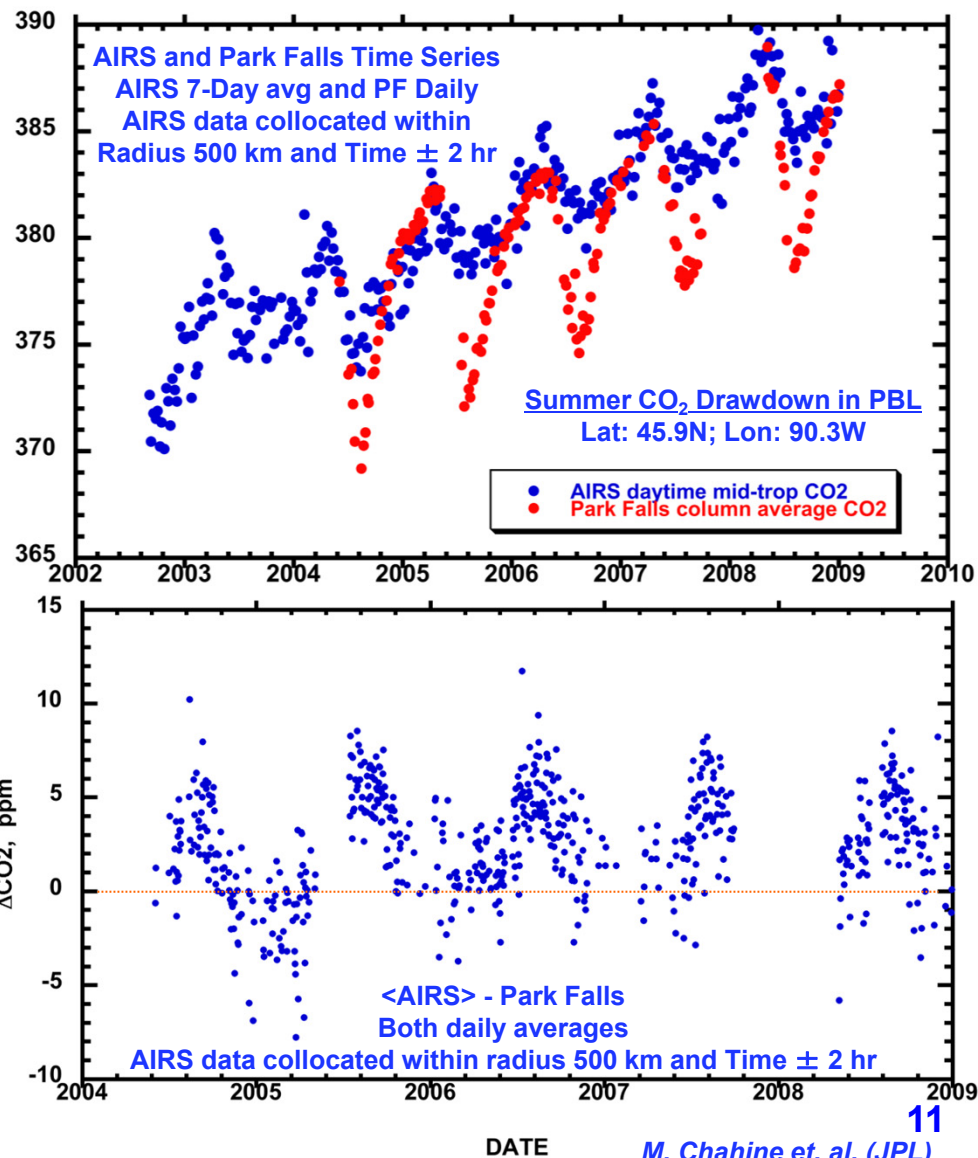 390
385
380
375
370
365
AIRS and Park Falls Time Series
AIRS 7-Day avg and PF Daily
AIRS data collocated within
Radius 500 km and Time ± 2 hr
Summer CO₂ Drawdown in PBL
Lat: 45.9N; Lon: 90.3W
AIRS daytime mid-trop CO2
Park Falls column average CO2
2002 2003 2004 2005 2006 2007 2008 2009 2010
15
10
5
0
-5
-10
ΔCO2, ppm
<AIRS> - Park Falls
Both daily averages
AIRS data collocated within radius 500 km and Time ± 2 hr
2004 2005 2006 2007 2008 2009
11
DATE
M. Chahine et. al. (JPL)